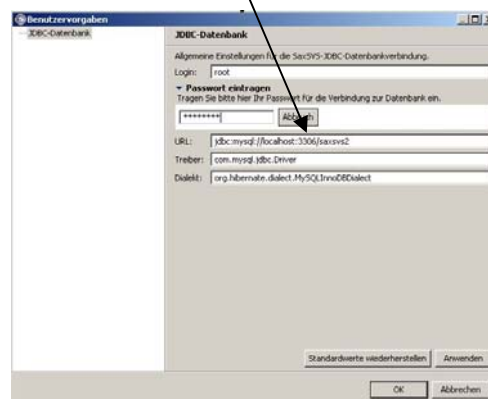 Benutzervorgaben
JDBC-Datenbank
JDBC-Datenbank
Allgemeine Einstellungen für die SaxSVS-JDBC-Datenbankverbindung.
Login: root
Passwort eintragen
Tragen Sie bitte hier Ihr Passwort für die Verbindung zur Datenbank ein.
********
Abbruch
URL: jdbc:mysql://localhost:3306/saxsvs2
Treiber: com.mysql.jdbc.Driver
Dialekt: org.hibernate.dialect.MySQLInnoDBDialect
Standardwerte wiederherstellen Anwenden
OK Abbrechen